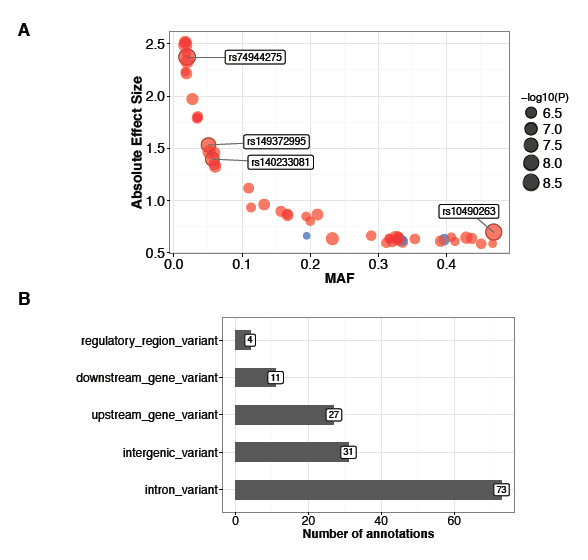 A
Absolute Effect Size
2.5
2.0
1.5
1.0
0.5
rs74944275
rs149372995
rs140233081
rs10490263
0.0 0.1 0.2 0.3 0.4
MAF
−log10(P)
6.5
7.0
7.5
8.0
8.5
B
regulatory_region_variant 4
downstream_gene_variant 11
upstream_gene_variant 27
intergenic_variant 31
intron_variant 73
0 20 40 60
Number of annotations